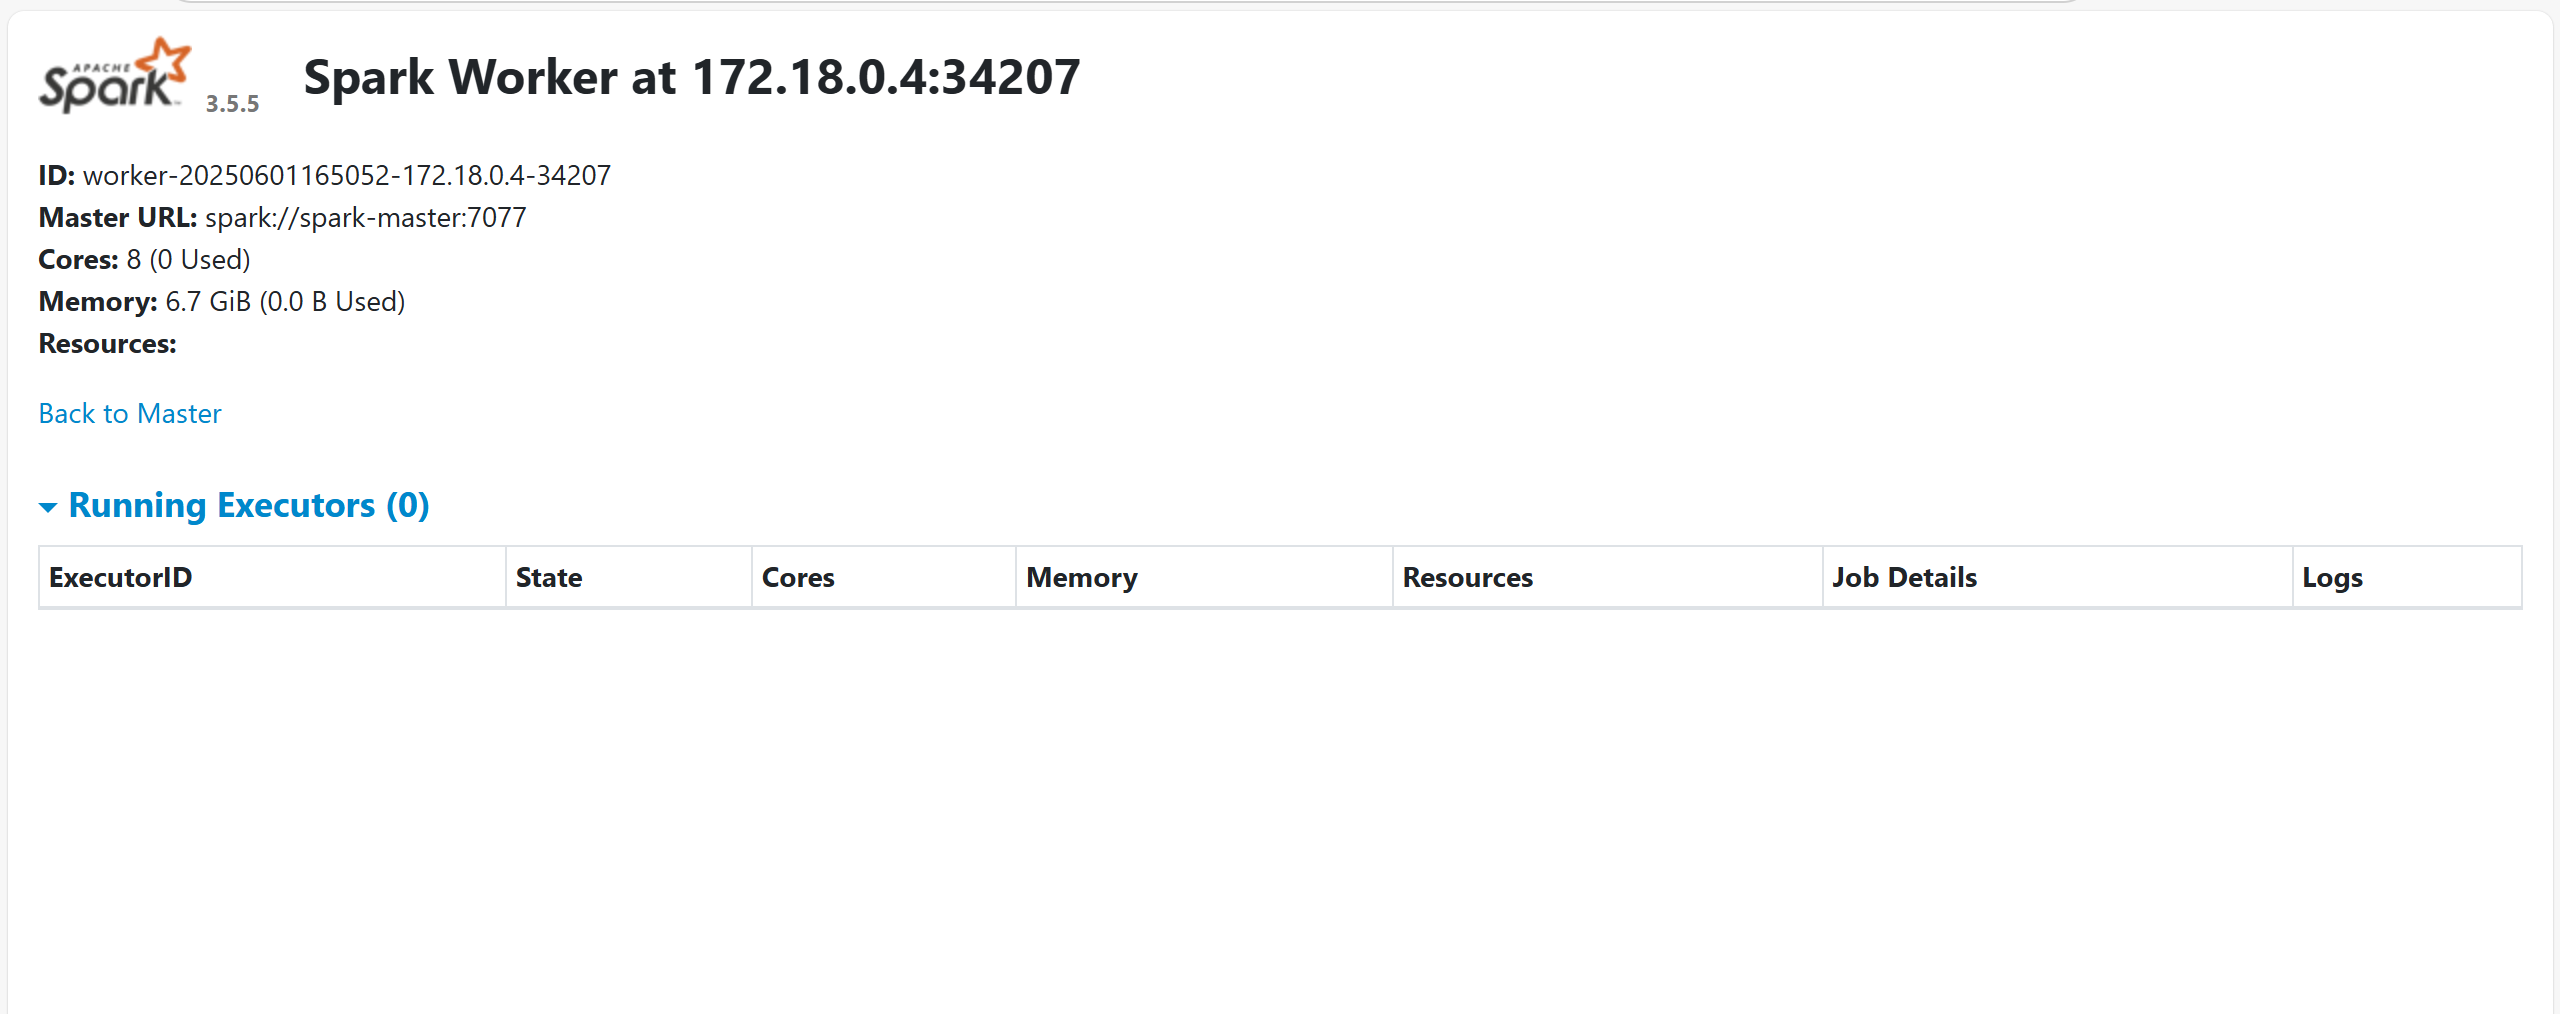 APACHE
Spark™ 3.5.5 Spark Worker at 172.18.0.4:34207
ID: worker-20250601165052-172.18.0.4-34207
Master URL: spark://spark-master:7077
Cores: 8 (0 Used)
Memory: 6.7 GiB (0.0 B Used)
Resources:
Back to Master
Running Executors (0)
ExecutorID State Cores Memory Resources Job Details Logs